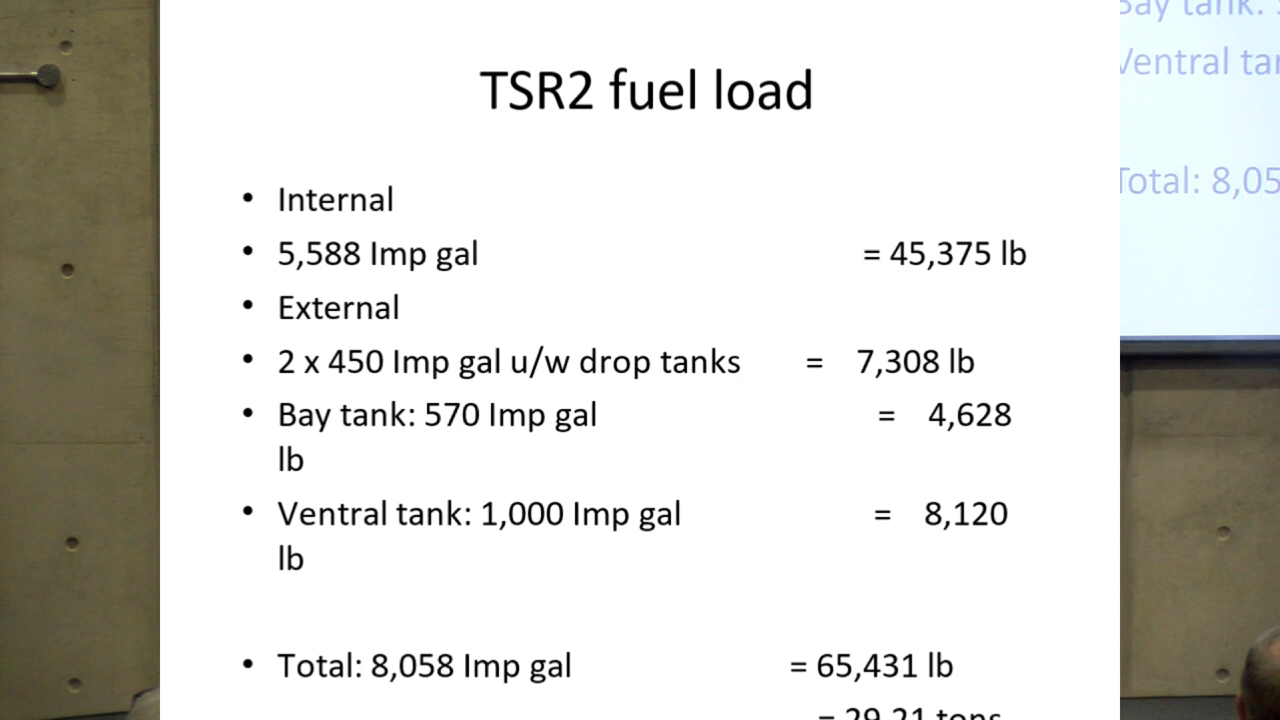 TSR2 fuel load
• Internal
• 5,588 Imp gal = 45,375 lb
• External
• 2 x 450 Imp gal u/w drop tanks = 7,308 lb
• Bay tank: 570 Imp gal = 4,628
lb
• Ventral tank: 1,000 Imp gal = 8,120
lb
• Total: 8,058 Imp gal = 65,431 lb
= 29.21 tons
Bay tank:
Ventral
Total: 8,05